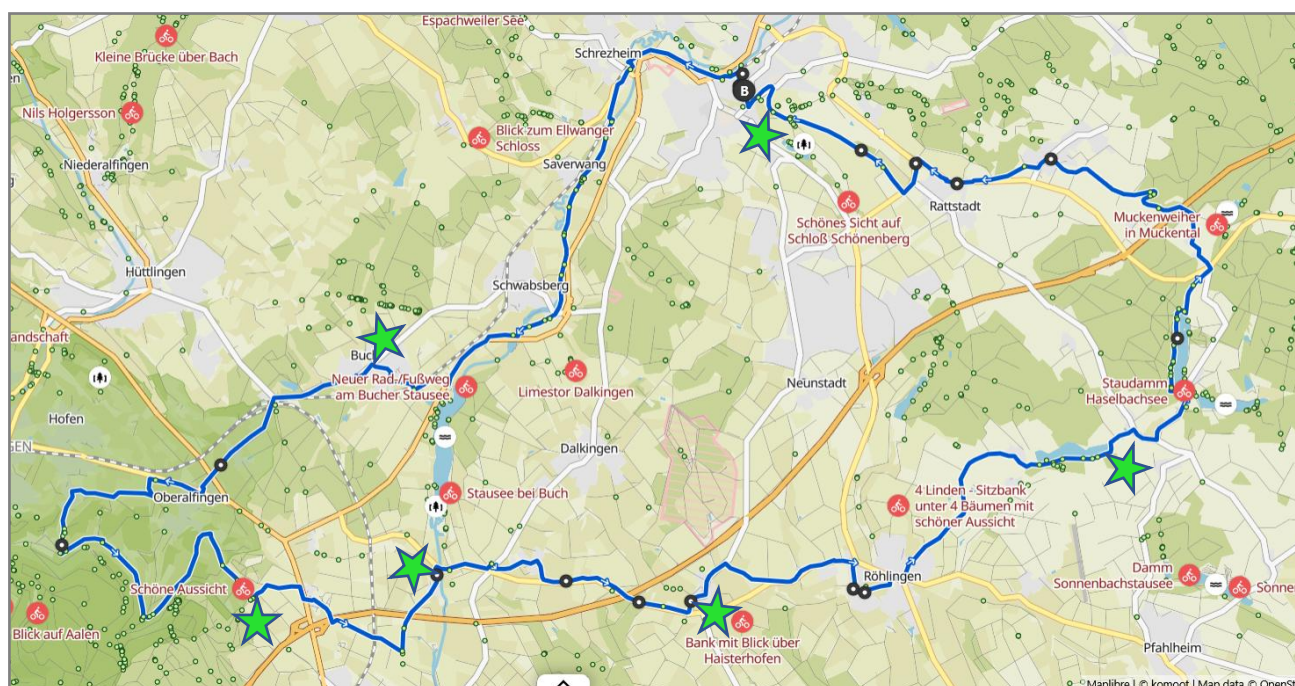 Espachweiler See
Schrezheim
Kleine Brücke über Bach
B
Nils Holgersson
Blick zum Ellwanger
Schloss
Niederalfingen
Saverwang
Rattstadt
Schönes Sicht auf
Schloß Schönenberg
Muckenweiher
in Muckental
Hüttlingen
Schwabsberg
andschaft
Buch
Neuer Rad-/Fußweg
am Bucher Stausee
Limestor Dalkingen
Neunstadt
Staudamm
Haselbachsee
Hofen
GEN
Dalkingen
Oberalfingen
Stausee bei Buch
4 Linden - Sitzbank
unter 4 Bäumen mit
schöner Aussicht
Schöne Aussicht
Röhlingen
Damm
Sonnenbachstausee
Sonnen
Blick auf Aalen
Bank mit Blick über
Haisterhofen
Pfahlheim
Maplibre | © komoot | Map data © OpenSt